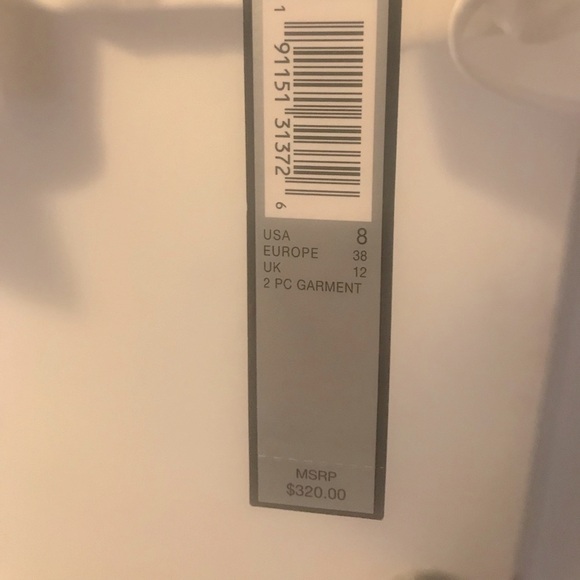 1 91151 31372 6
USA 8
EUROPE 38
UK 12
2 PC GARMENT
MSRP
$320.00